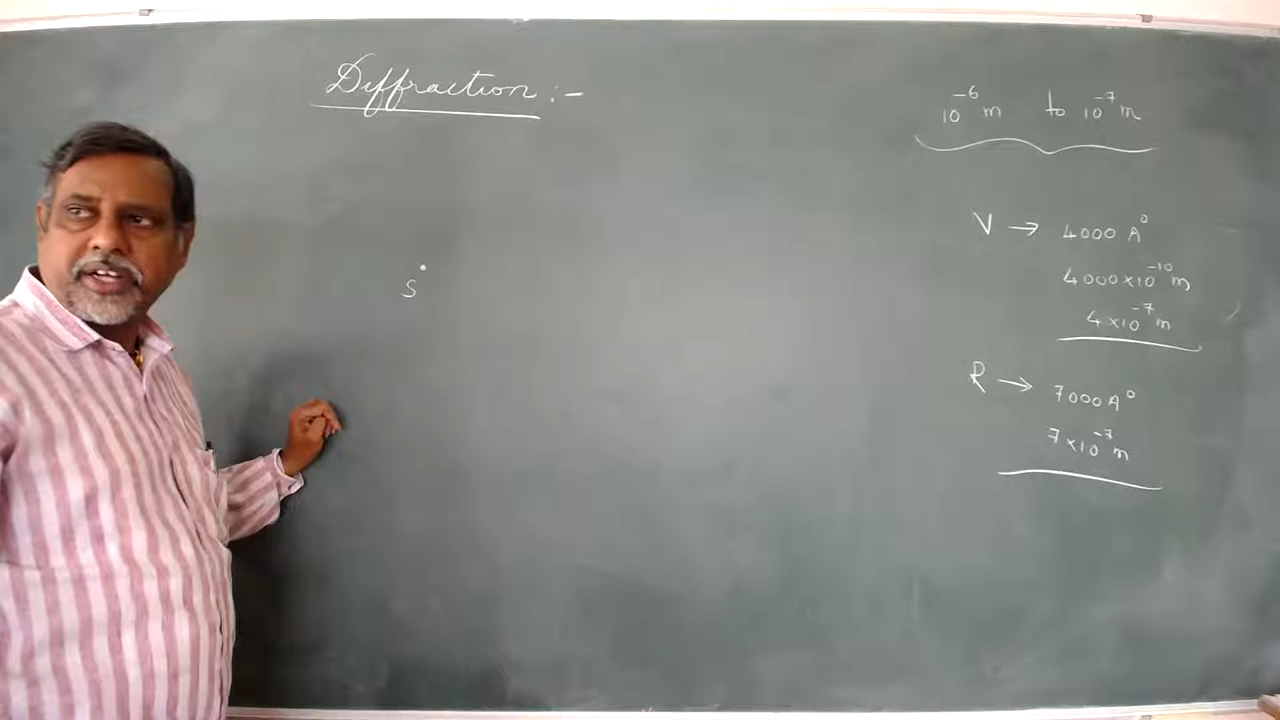 Diffraction :-
10⁻⁶ m to 10⁻⁷ m
V → 4000 A°
4000×10⁻¹⁰ m
4×10⁻⁷ m
S
R → 7000 A°
7×10⁻⁷ m